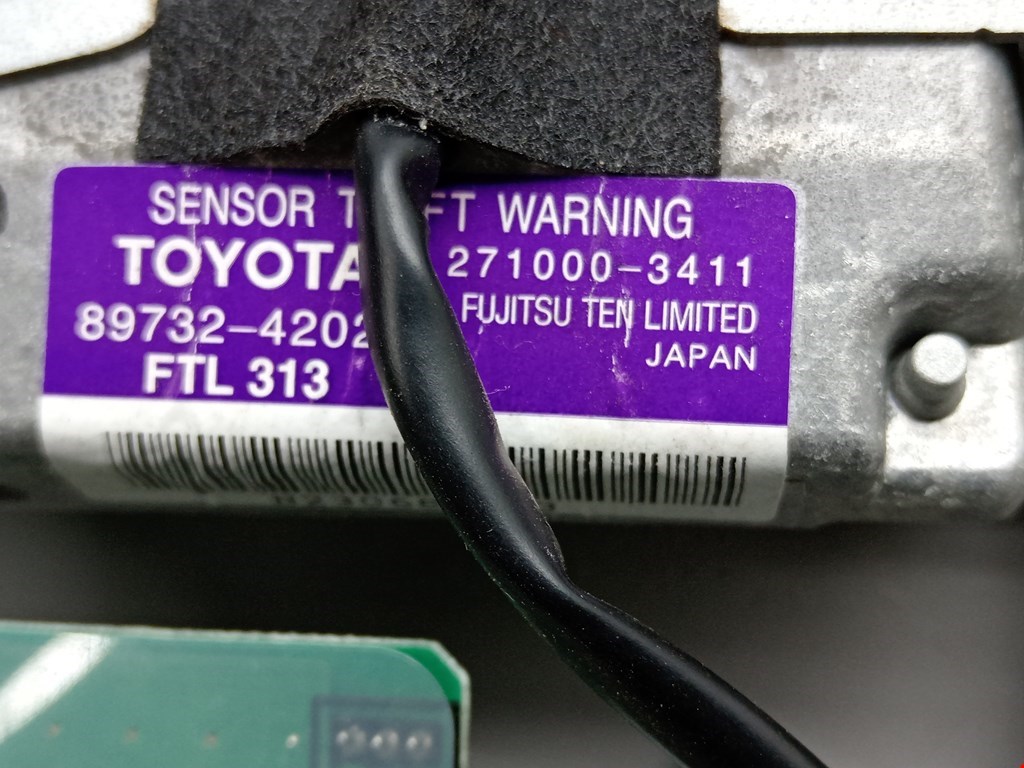 SENSOR T FT WARNING
TOYOTA 271000-3411
89732-4202 FUJITSU TEN LIMITED
FTL 313 JAPAN